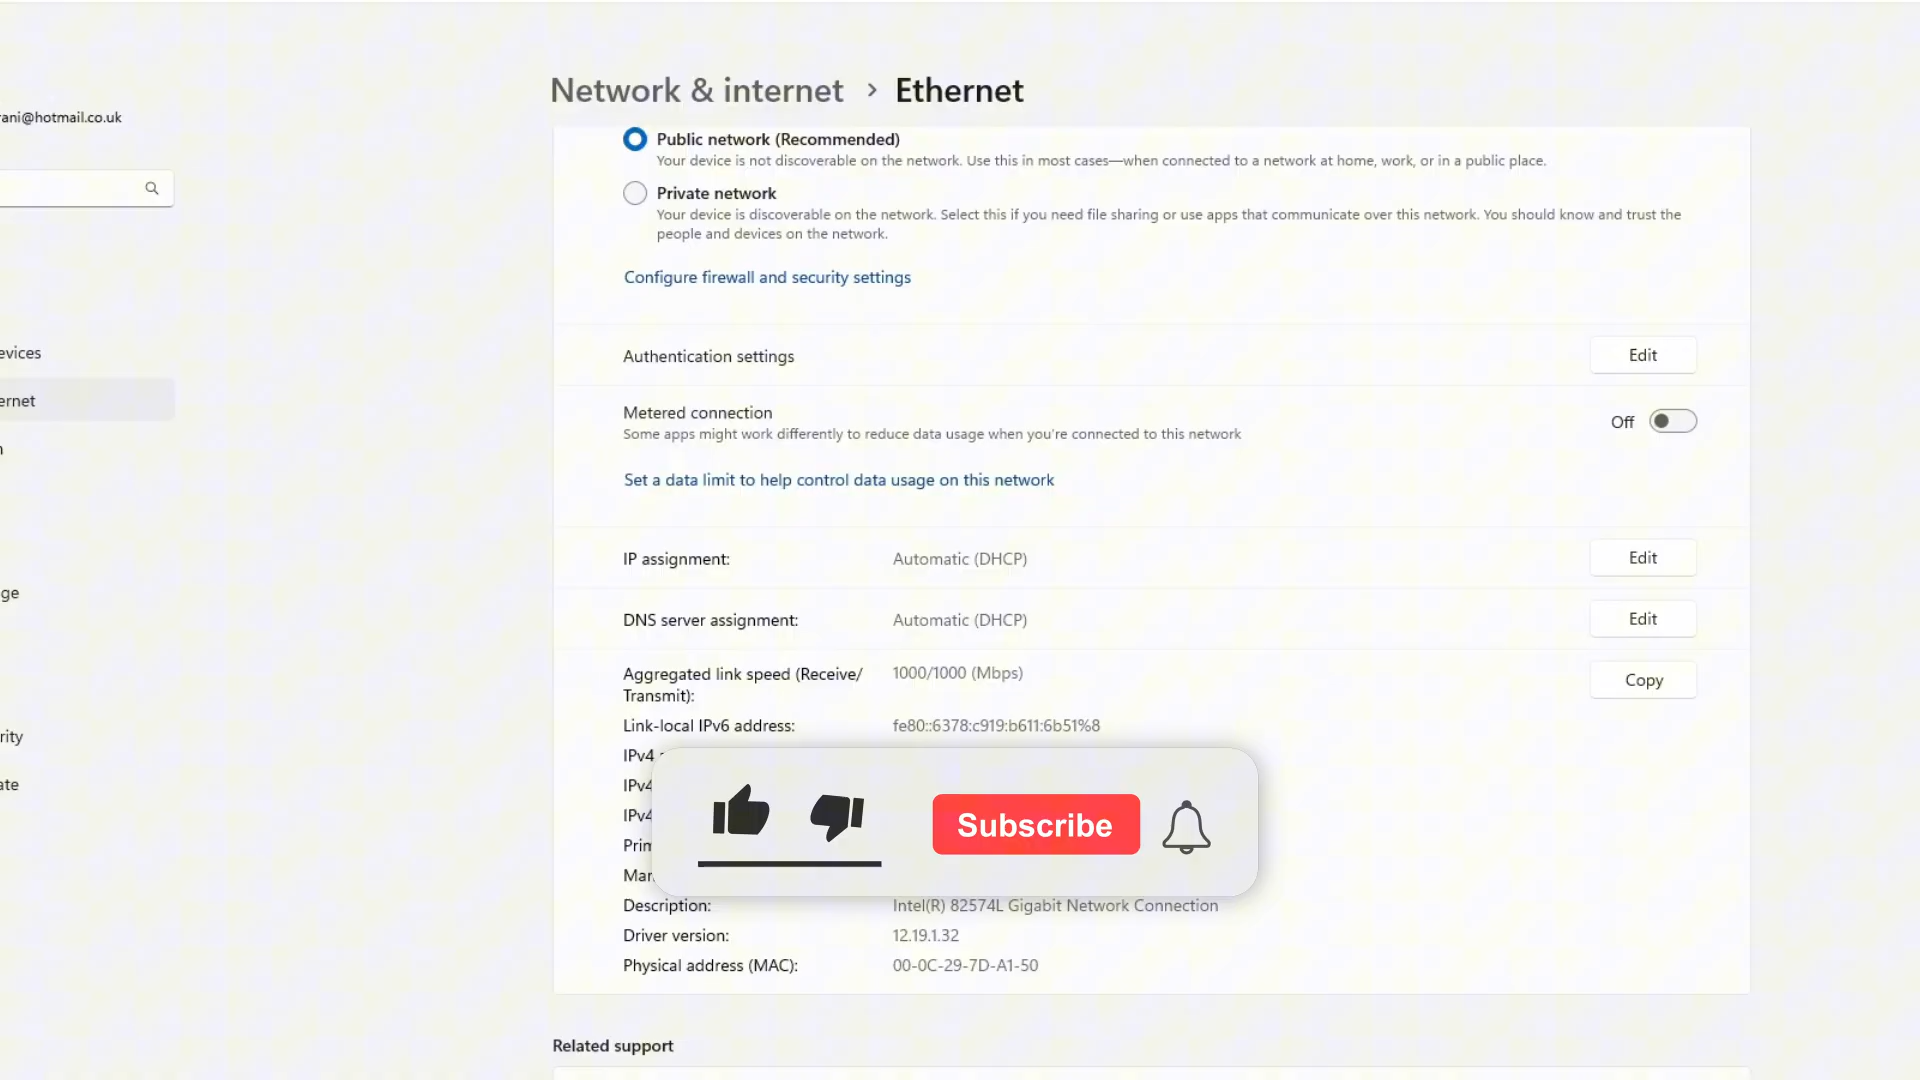 Network & internet > Ethernet
rani@hotmail.co.uk
Public network (Recommended)
Your device is not discoverable on the network. Use this in most cases—when connected to a network at home, work, or in a public place.
Private network
Your device is discoverable on the network. Select this if you need file sharing or use apps that communicate over this network. You should know and trust the
people and devices on the network.
Configure firewall and security settings
evices
Authentication settings
Edit
ernet
Metered connection
Some apps might work differently to reduce data usage when you're connected to this network
Off
Set a data limit to help control data usage on this network
IP assignment:
Automatic (DHCP)
Edit
ge
DNS server assignment:
Automatic (DHCP)
Edit
Aggregated link speed (Receive/
Transmit):
1000/1000 (Mbps)
Copy
Link-local IPv6 address:
fe80::6378:c919:b611:6b51%8
rity
IPv4
ate
IPv4
IPv4
Prim
Man
Subscribe
Description:
Intel(R) 82574L Gigabit Network Connection
Driver version:
12.19.1.32
Physical address (MAC):
00-0C-29-7D-A1-50
Related support